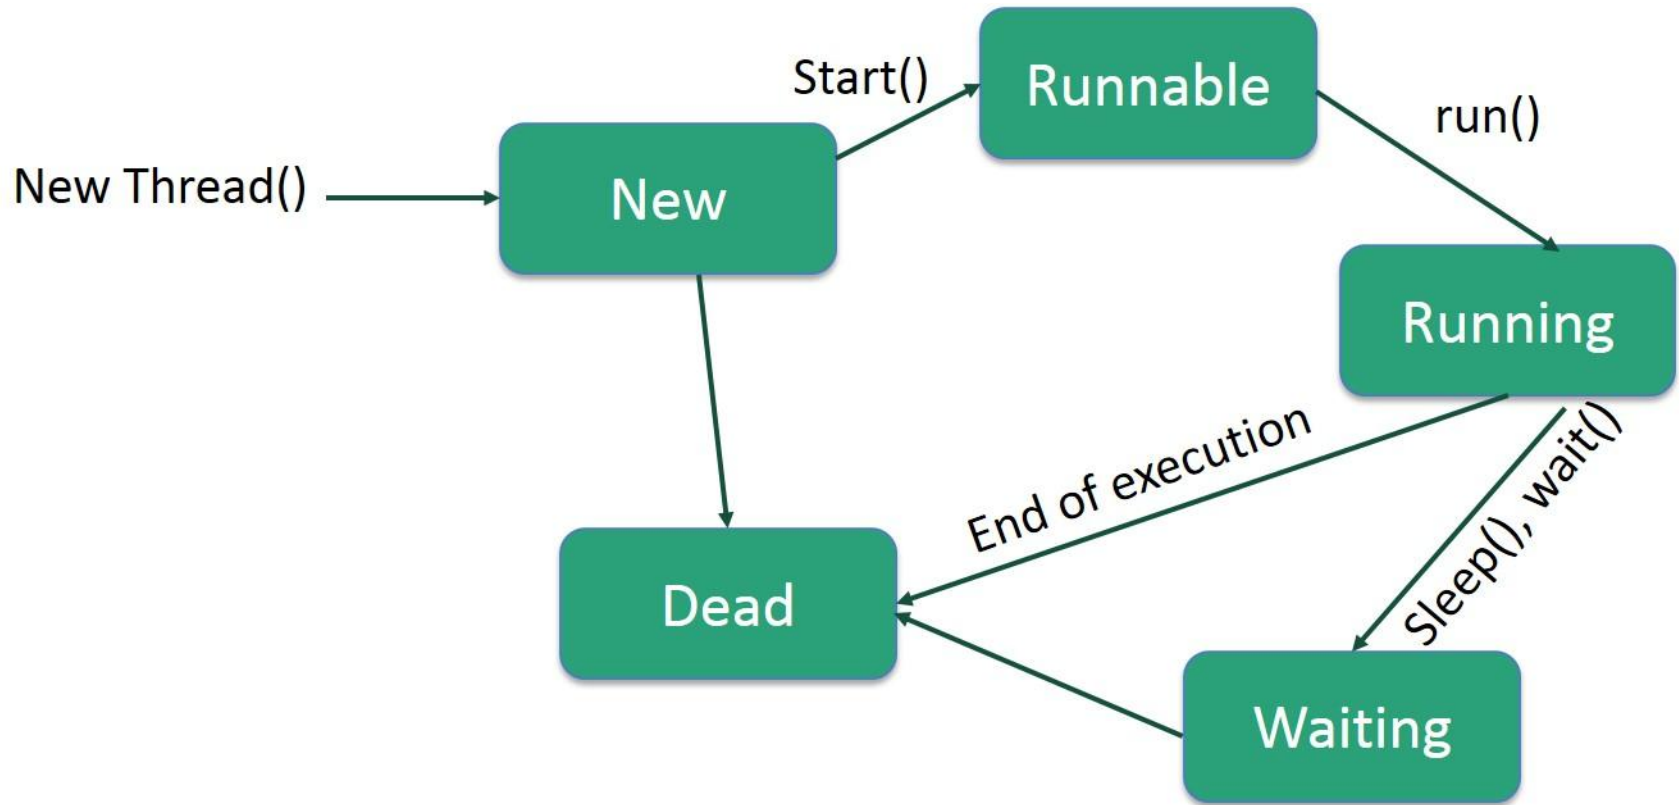 New Thread()
New
Start()
Runnable
run()
Running
End of execution
Sleep(), wait()
Dead
Waiting